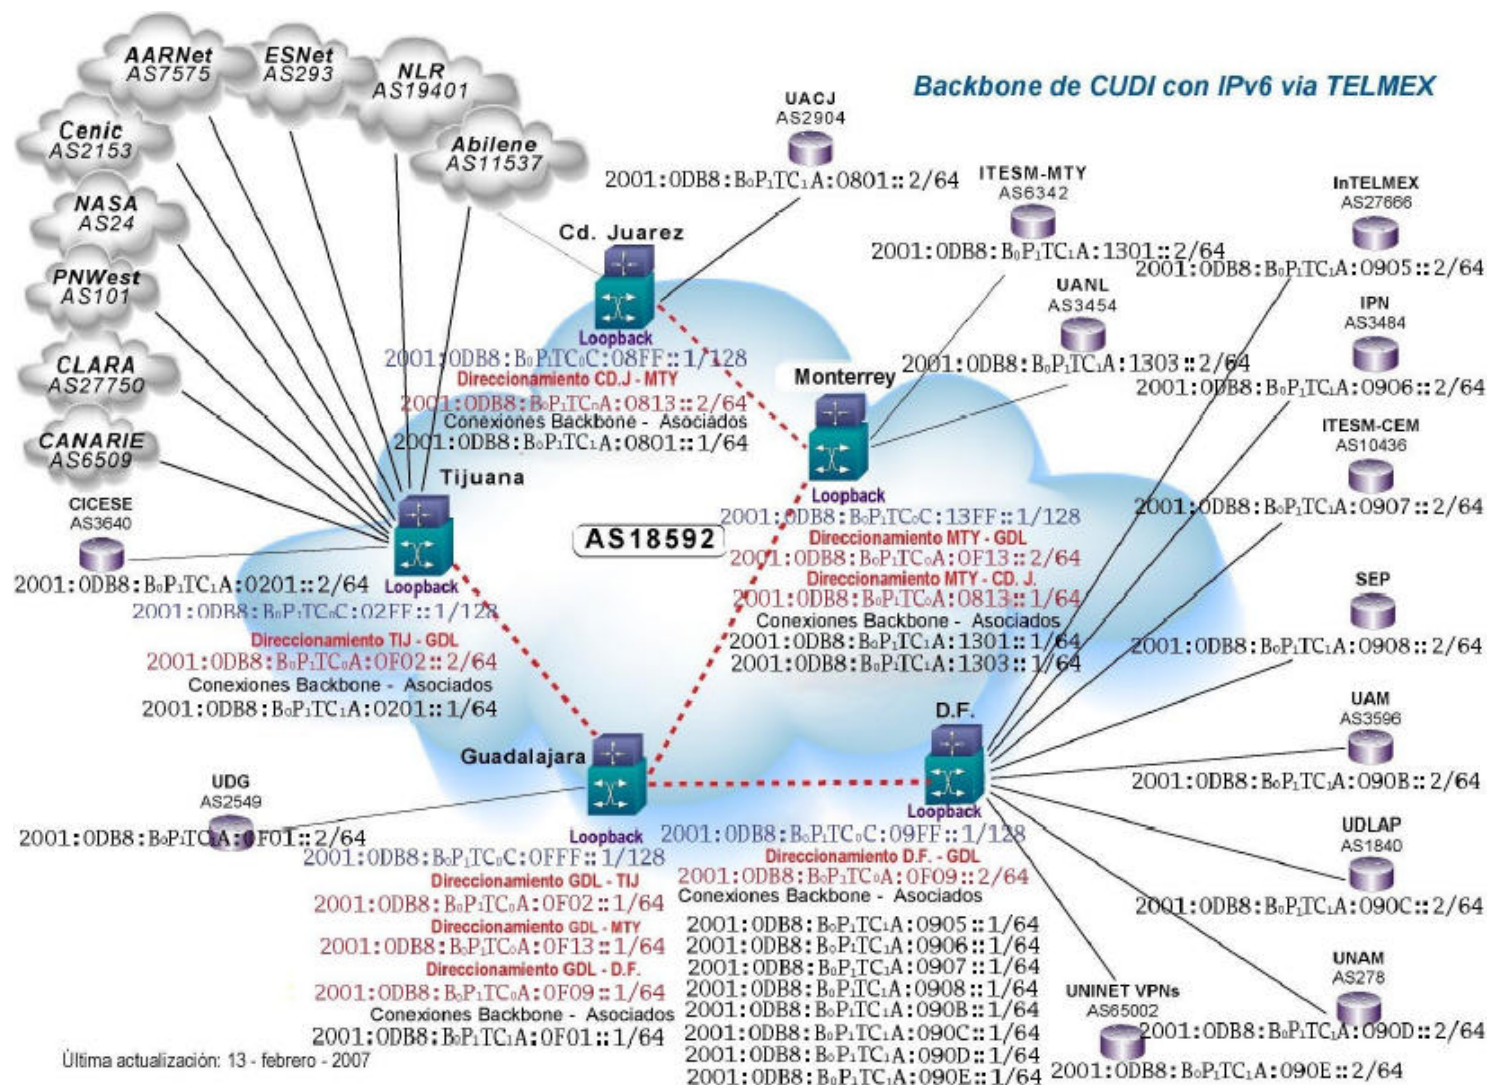 Backbone de CUDI con IPv6 via TELMEX
AARNet
AS7575
ESNet
AS293
NLR
AS19401
Abilene
AS11537
Cenic
AS2153
NASA
AS24
PNWest
AS101
CLARA
AS27750
CANARIE
AS6509
CICESE
AS3640
2001:0DB8:B₀P₁TC₁A:0201::2/64
UACJ
AS2904
2001:0DB8:B₀P₁TC₁A:0801::2/64
ITESM-MTY
AS6342
2001:0DB8:B₀P₁TC₁A:1301::2/64
UANL
AS3454
2001:0DB8:B₀P₁TC₁A:1303::2/64
InTELMEX
AS27666
2001:0DB8:B₀P₁TC₁A:0905::2/64
IPN
AS3484
2001:0DB8:B₀P₁TC₁A:0906::2/64
ITESM-CEM
AS10436
2001:0DB8:B₀P₁TC₁A:0907::2/64
SEP
2001:0DB8:B₀P₁TC₁A:0908::2/64
UAM
AS3596
2001:0DB8:B₀P₁TC₁A:090B::2/64
UDLAP
AS1840
2001:0DB8:B₀P₁TC₁A:090C::2/64
UNAM
AS278
2001:0DB8:B₀P₁TC₁A:090D::2/64
UNINET VPNs
AS65002
2001:0DB8:B₀P₁TC₁A:090E::2/64
Cd. Juarez
Loopback
2001:0DB8:B₀P₁TC₀C:08FF::1/128
Direccionamiento CD.J - MTY
2001:0DB8:B₀P₁TC₀A:0813::2/64
Conexiones Backbone - Asociados
2001:0DB8:B₀P₁TC₁A:0801::1/64
Monterrey
Loopback
2001:0DB8:B₀P₁TC₀C:13FF::1/128
Direccionamiento MTY - GDL
2001:0DB8:B₀P₁TC₀A:0F13::2/64
Direccionamiento MTY - CD. J.
2001:0DB8:B₀P₁TC₀A:0813::1/64
Conexiones Backbone - Asociados
2001:0DB8:B₀P₁TC₁A:1301::1/64
2001:0DB8:B₀P₁TC₁A:1303::1/64
AS18592
Tijuana
Loopback
2001:0DB8:B₀P₁TC₀C:02FF::1/128
Direccionamiento TIJ - GDL
2001:0DB8:B₀P₁TC₀A:0F02::2/64
Conexiones Backbone - Asociados
2001:0DB8:B₀P₁TC₁A:0201::1/64
Guadalajara
UDG
AS2549
2001:0DB8:B₀P₁TC₁A:0F01::2/64
Loopback
2001:0DB8:B₀P₁TC₀C:0FFF::1/128
Direccionamiento GDL - TIJ
2001:0DB8:B₀P₁TC₀A:0F02::1/64
Direccionamiento GDL - MTY
2001:0DB8:B₀P₁TC₀A:0F13::1/64
Direccionamiento GDL - D.F.
2001:0DB8:B₀P₁TC₀A:0F09::1/64
Conexiones Backbone - Asociados
2001:0DB8:B₀P₁TC₁A:0F01::1/64
D.F.
Loopback
2001:0DB8:B₀P₁TC₀C:09FF::1/128
Direccionamiento D.F. - GDL
2001:0DB8:B₀P₁TC₀A:0F09::2/64
Conexiones Backbone - Asociados
2001:0DB8:B₀P₁TC₁A:0905::1/64
2001:0DB8:B₀P₁TC₁A:0906::1/64
2001:0DB8:B₀P₁TC₁A:0907::1/64
2001:0DB8:B₀P₁TC₁A:0908::1/64
2001:0DB8:B₀P₁TC₁A:090B::1/64
2001:0DB8:B₀P₁TC₁A:090C::1/64
2001:0DB8:B₀P₁TC₁A:090D::1/64
2001:0DB8:B₀P₁TC₁A:090E::1/64
Última actualización: 13 - febrero - 2007